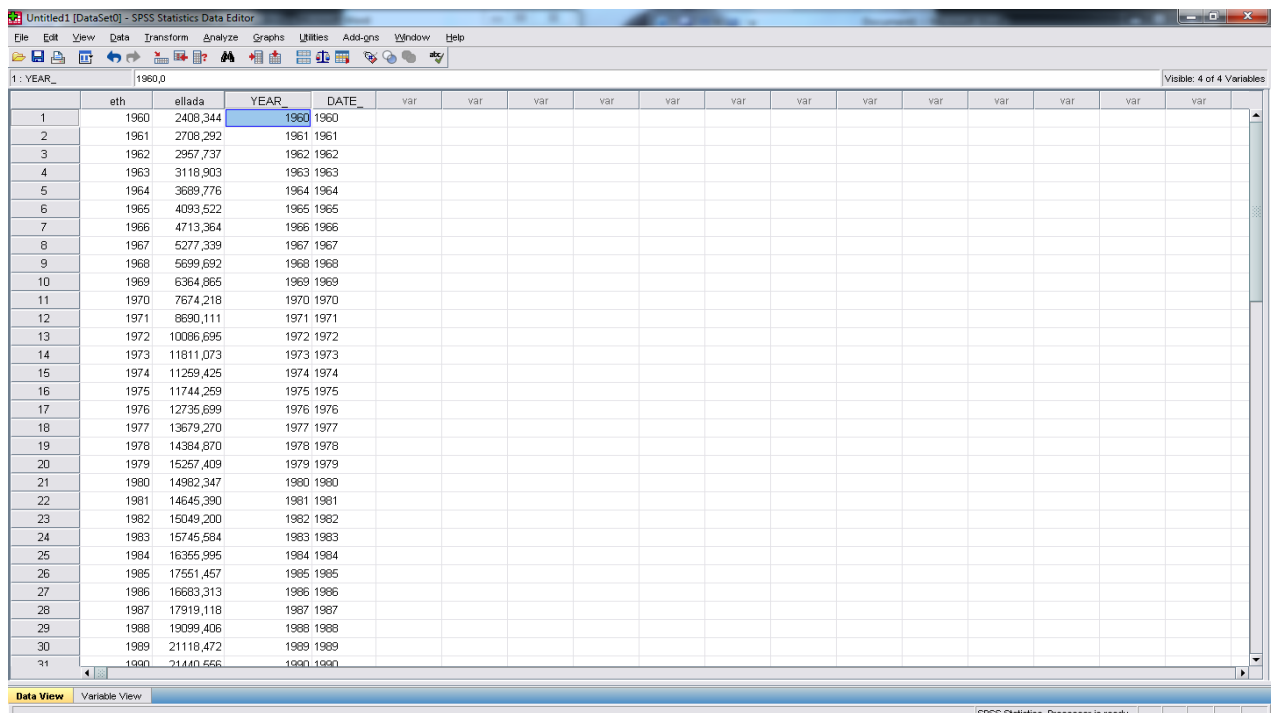 Untitled1 [DataSet0] - SPSS Statistics Data Editor
File Edit View Data Transform Analyze Graphs Utilities Add-ons Window Help
1 : YEAR_ 1960,0 Visible: 4 of 4 Variables
eth ellada YEAR_ DATE_ var var var var var var var var var var var var var
1 1960 2408,344 1960 1960
2 1961 2708,292 1961 1961
3 1962 2957,737 1962 1962
4 1963 3118,903 1963 1963
5 1964 3689,776 1964 1964
6 1965 4093,522 1965 1965
7 1966 4713,364 1966 1966
8 1967 5277,339 1967 1967
9 1968 5699,692 1968 1968
10 1969 6364,865 1969 1969
11 1970 7674,218 1970 1970
12 1971 8690,111 1971 1971
13 1972 10086,695 1972 1972
14 1973 11811,073 1973 1973
15 1974 11259,425 1974 1974
16 1975 11744,259 1975 1975
17 1976 12735,699 1976 1976
18 1977 13679,270 1977 1977
19 1978 14384,870 1978 1978
20 1979 15257,409 1979 1979
21 1980 14982,347 1980 1980
22 1981 14645,390 1981 1981
23 1982 15049,200 1982 1982
24 1983 15745,584 1983 1983
25 1984 16355,995 1984 1984
26 1985 17551,457 1985 1985
27 1986 16683,313 1986 1986
28 1987 17919,118 1987 1987
29 1988 19099,406 1988 1988
30 1989 21118,472 1989 1989
31 1990 21440,556 1990 1990
Data View Variable View
SPSS Statistics Processor is ready